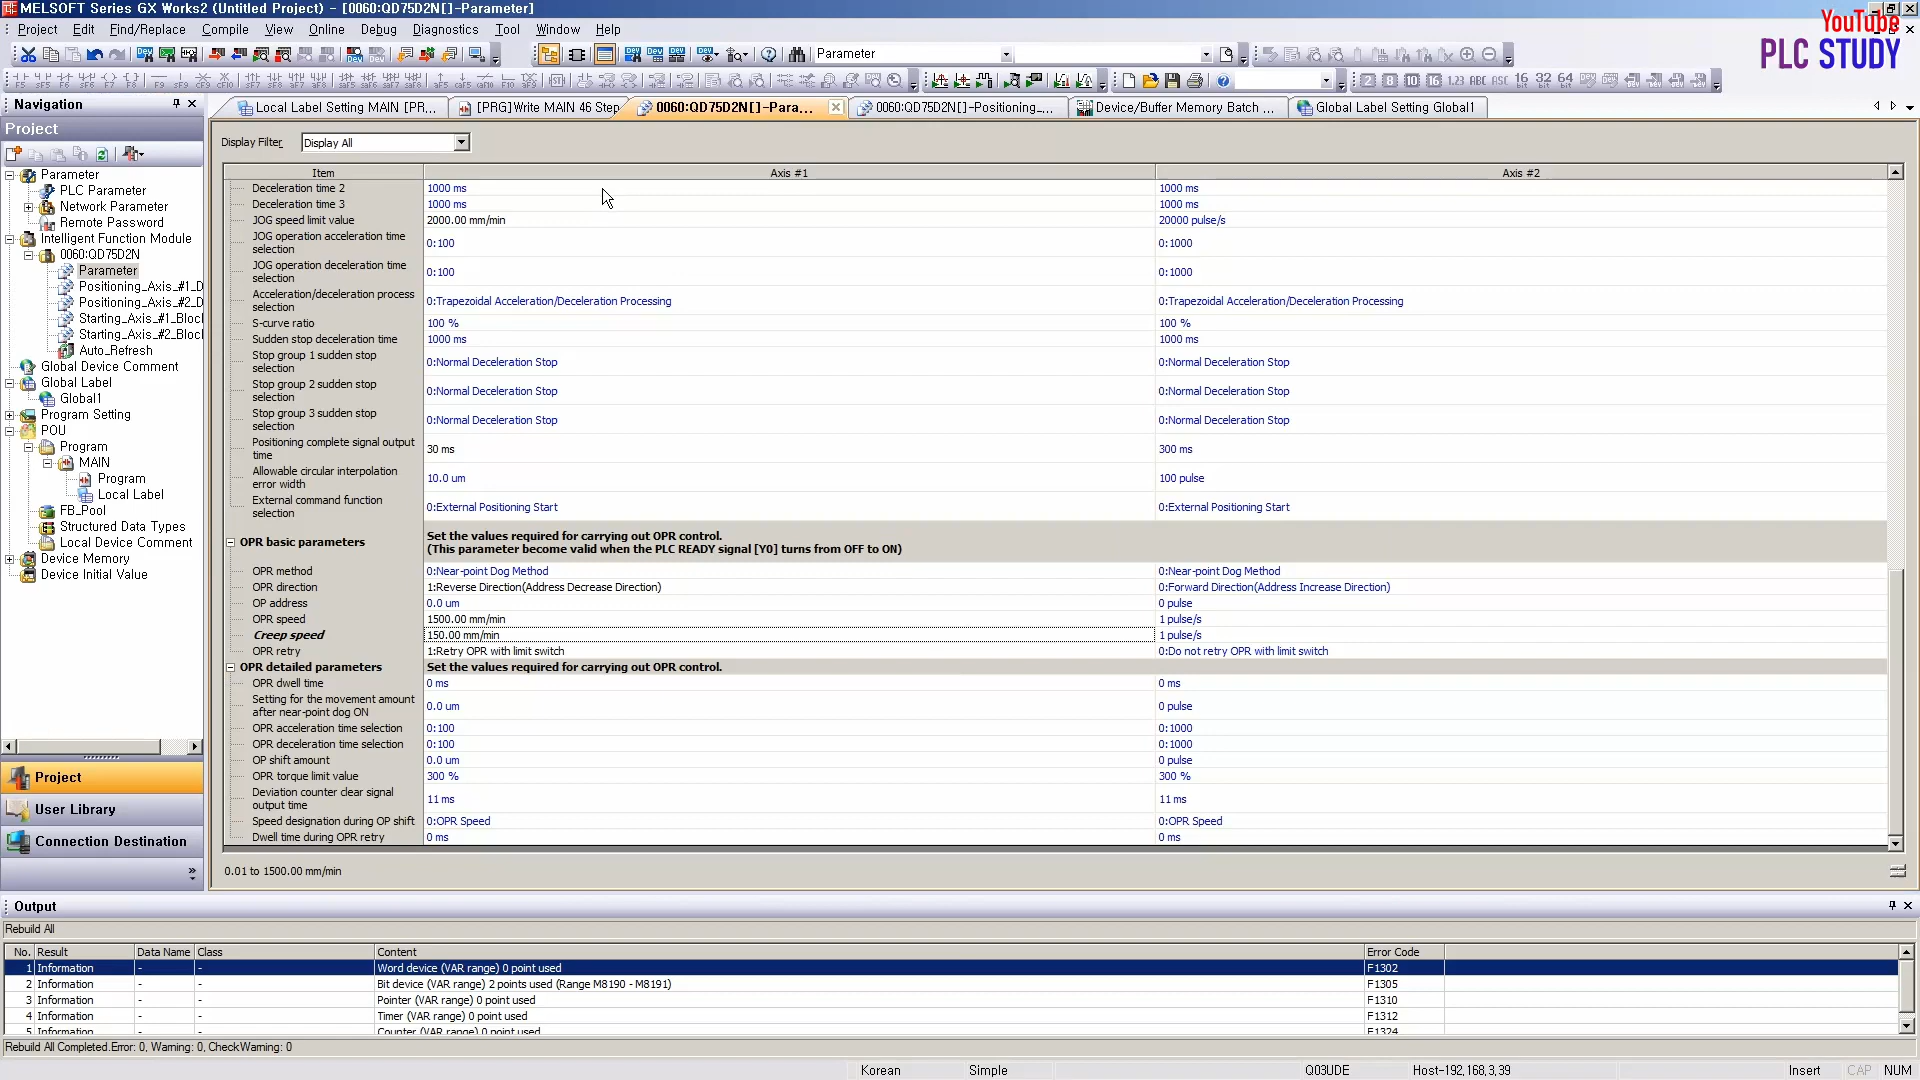 MELSOFT Series GX Works2 (Untitled Project) - [0060:QD75D2N[]-Parameter]
YouTube
PLC STUDY
Project Edit Find/Replace Compile View Online Debug Diagnostics Tool Window Help
Parameter
Navigation
Local Label Setting MAIN [PR... [PRG]Write MAIN 46 Step 0060:QD75D2N[]-Para... 0060:QD75D2N[]-Positioning_... Device/Buffer Memory Batch ... Global Label Setting Global1
Project
Parameter
PLC Parameter
Network Parameter
Remote Password
Intelligent Function Module
0060:QD75D2N
Parameter
Positioning_Axis_#1_D
Positioning_Axis_#2_D
Starting_Axis_#1_Block
Starting_Axis_#2_Block
Auto_Refresh
Global Device Comment
Global Label
Global1
Program Setting
POU
Program
MAIN
Program
Local Label
FB_Pool
Structured Data Types
Local Device Comment
Device Memory
Device Initial Value
Project
User Library
Connection Destination
Display Filter Display All
Item Axis #1 Axis #2
Deceleration time 2 1000 ms 1000 ms
Deceleration time 3 1000 ms 1000 ms
JOG speed limit value 2000.00 mm/min 20000 pulse/s
JOG operation acceleration time selection 0:100 0:1000
JOG operation deceleration time selection 0:100 0:1000
Acceleration/deceleration process selection 0:Trapezoidal Acceleration/Deceleration Processing 0:Trapezoidal Acceleration/Deceleration Processing
S-curve ratio 100 % 100 %
Sudden stop deceleration time 1000 ms 1000 ms
Stop group 1 sudden stop selection 0:Normal Deceleration Stop 0:Normal Deceleration Stop
Stop group 2 sudden stop selection 0:Normal Deceleration Stop 0:Normal Deceleration Stop
Stop group 3 sudden stop selection 0:Normal Deceleration Stop 0:Normal Deceleration Stop
Positioning complete signal output time 30 ms 300 ms
Allowable circular interpolation error width 10.0 um 100 pulse
External command function selection 0:External Positioning Start 0:External Positioning Start
OPR basic parameters Set the values required for carrying out OPR control.
(This parameter become valid when the PLC READY signal [Y0] turns from OFF to ON)
OPR method 0:Near-point Dog Method 0:Near-point Dog Method
OPR direction 1:Reverse Direction(Address Decrease Direction) 0:Forward Direction(Address Increase Direction)
OP address 0.0 um 0 pulse
OPR speed 1500.00 mm/min 1 pulse/s
Creep speed 150.00 mm/min 1 pulse/s
OPR retry 1:Retry OPR with limit switch 0:Do not retry OPR with limit switch
OPR detailed parameters Set the values required for carrying out OPR control.
OPR dwell time 0 ms 0 ms
Setting for the movement amount after near-point dog ON 0.0 um 0 pulse
OPR acceleration time selection 0:100 0:1000
OPR deceleration time selection 0:100 0:1000
OP shift amount 0.0 um 0 pulse
OPR torque limit value 300 % 300 %
Deviation counter clear signal output time 11 ms 11 ms
Speed designation during OP shift 0:OPR Speed 0:OPR Speed
Dwell time during OPR retry 0 ms 0 ms
0.01 to 1500.00 mm/min
Output
Rebuild All
No. Result Data Name Class Content Error Code
1 Information - - Word device (VAR range) 0 point used F1302
2 Information - - Bit device (VAR range) 2 points used (Range M8190 - M8191) F1305
3 Information - - Pointer (VAR range) 0 point used F1310
4 Information - - Timer (VAR range) 0 point used F1312
5 Information - - Counter (VAR range) 0 point used F1324
Rebuild All Completed.Error: 0, Warning: 0, CheckWarning: 0
Korean Simple Q03UDE Host-192.168.3.39 Insert CAP NUM